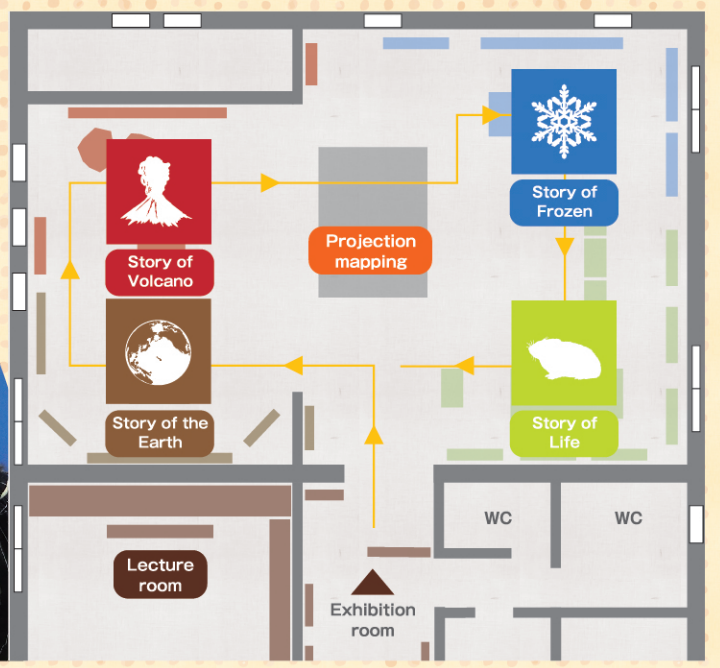 Story of
Frozen
Projection
mapping
Story of
Volcano
Story of the
Earth
Story of
Life
WC
WC
Lecture
room
Exhibition
room